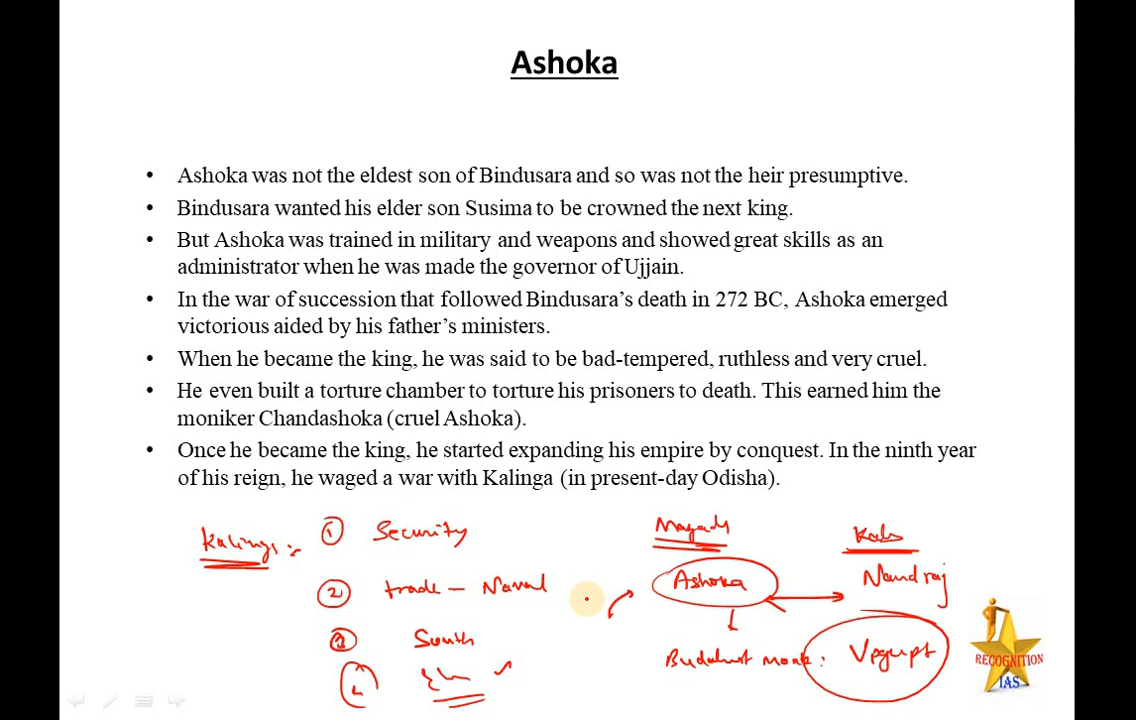 Ashoka
• Ashoka was not the eldest son of Bindusara and so was not the heir presumptive.
• Bindusara wanted his elder son Susima to be crowned the next king.
• But Ashoka was trained in military and weapons and showed great skills as an
administrator when he was made the governor of Ujjain.
• In the war of succession that followed Bindusara’s death in 272 BC, Ashoka emerged
victorious aided by his father’s ministers.
• When he became the king, he was said to be bad-tempered, ruthless and very cruel.
• He even built a torture chamber to torture his prisoners to death. This earned him the
moniker Chandashoka (cruel Ashoka).
• Once he became the king, he started expanding his empire by conquest. In the ninth year
of his reign, he waged a war with Kalinga (in present-day Odisha).
① Security
② trade - Naval
③ South
Ashoka
Nand raj
monk :
RECOGNITION
IAS